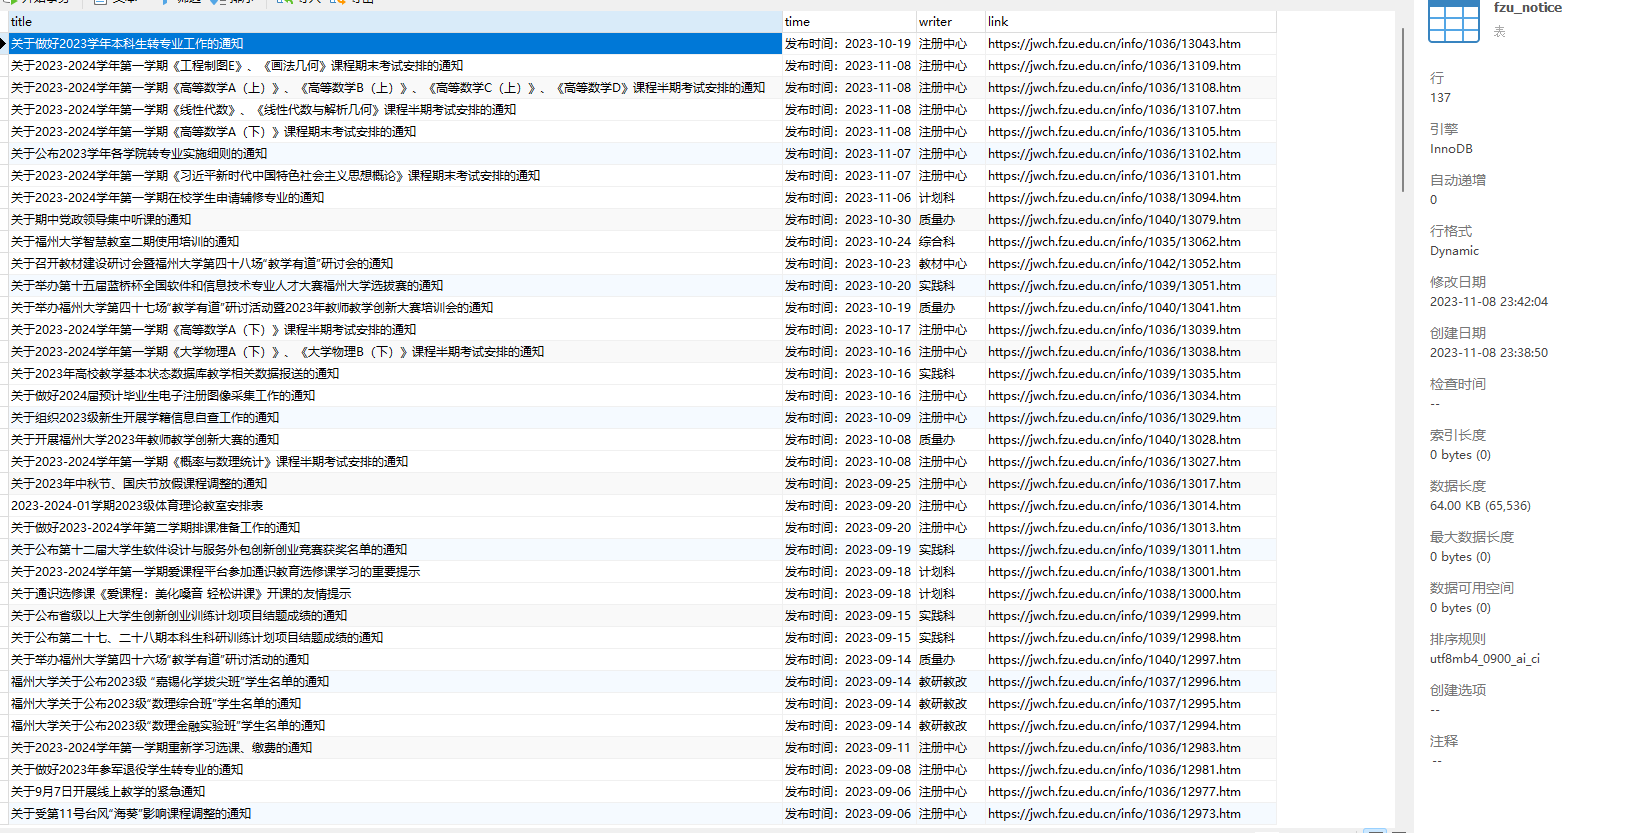 title time writer link
关于做好2023学年本科生转专业工作的通知 发布时间：2023-10-19 注册中心 https://jwch.fzu.edu.cn/info/1036/13043.htm
关于2023-2024学年第一学期《工程制图E》、《画法几何》课程期末考试安排的通知 发布时间：2023-11-08 注册中心 https://jwch.fzu.edu.cn/info/1036/13109.htm
关于2023-2024学年第一学期《高等数学A（上）》、《高等数学B（上）》、《高等数学C（上）》、《高等数学D》课程半期考试安排的通知 发布时间：2023-11-08 注册中心 https://jwch.fzu.edu.cn/info/1036/13108.htm
关于2023-2024学年第一学期《线性代数》、《线性代数与解析几何》课程半期考试安排的通知 发布时间：2023-11-08 注册中心 https://jwch.fzu.edu.cn/info/1036/13107.htm
关于2023-2024学年第一学期《高等数学A（下）》课程期末考试安排的通知 发布时间：2023-11-08 注册中心 https://jwch.fzu.edu.cn/info/1036/13105.htm
关于公布2023学年各学院转专业实施细则的通知 发布时间：2023-11-07 注册中心 https://jwch.fzu.edu.cn/info/1036/13102.htm
关于2023-2024学年第一学期《习近平新时代中国特色社会主义思想概论》课程期末考试安排的通知 发布时间：2023-11-07 注册中心 https://jwch.fzu.edu.cn/info/1036/13101.htm
关于2023-2024学年第一学期在校学生申请辅修专业的通知 发布时间：2023-11-06 计划科 https://jwch.fzu.edu.cn/info/1038/13094.htm
关于期中党政领导集中听课的通知 发布时间：2023-10-30 质量办 https://jwch.fzu.edu.cn/info/1040/13079.htm
关于福州大学智慧教室二期使用培训的通知 发布时间：2023-10-24 综合科 https://jwch.fzu.edu.cn/info/1035/13062.htm
关于召开教材建设研讨会暨福州大学第四十八场“教学有道”研讨会的通知 发布时间：2023-10-23 教材中心 https://jwch.fzu.edu.cn/info/1042/13052.htm
关于举办第十五届蓝桥杯全国软件和信息技术专业人才大赛福州大学选拔赛的通知 发布时间：2023-10-20 实践科 https://jwch.fzu.edu.cn/info/1039/13051.htm
关于举办福州大学第四十七场“教学有道”研讨活动暨2023年教师教学创新大赛培训会的通知 发布时间：2023-10-19 质量办 https://jwch.fzu.edu.cn/info/1040/13041.htm
关于2023-2024学年第一学期《高等数学A（下）》课程半期考试安排的通知 发布时间：2023-10-17 注册中心 https://jwch.fzu.edu.cn/info/1036/13039.htm
关于2023-2024学年第一学期《大学物理A（下）》、《大学物理B（下）》课程半期考试安排的通知 发布时间：2023-10-16 注册中心 https://jwch.fzu.edu.cn/info/1036/13038.htm
关于2023年高校教学基本状态数据库教学相关数据报送的通知 发布时间：2023-10-16 实践科 https://jwch.fzu.edu.cn/info/1039/13035.htm
关于做好2024届预计毕业生电子注册图像采集工作的通知 发布时间：2023-10-16 注册中心 https://jwch.fzu.edu.cn/info/1036/13034.htm
关于组织2023级新生开展学籍信息自查工作的通知 发布时间：2023-10-09 注册中心 https://jwch.fzu.edu.cn/info/1036/13029.htm
关于开展福州大学2023年教师教学创新大赛的通知 发布时间：2023-10-08 质量办 https://jwch.fzu.edu.cn/info/1040/13028.htm
关于2023-2024学年第一学期《概率与数理统计》课程半期考试安排的通知 发布时间：2023-10-08 注册中心 https://jwch.fzu.edu.cn/info/1036/13027.htm
关于2023年中秋节、国庆节放假课程调整的通知 发布时间：2023-09-25 注册中心 https://jwch.fzu.edu.cn/info/1036/13017.htm
2023-2024-01学期2023级体育理论教室安排表 发布时间：2023-09-20 注册中心 https://jwch.fzu.edu.cn/info/1036/13014.htm
关于做好2023-2024学年第二学期排课准备工作的通知 发布时间：2023-09-20 注册中心 https://jwch.fzu.edu.cn/info/1036/13013.htm
关于公布第十二届大学生软件设计与服务外包创新创业竞赛获奖名单的通知 发布时间：2023-09-19 实践科 https://jwch.fzu.edu.cn/info/1039/13011.htm
关于2023-2024学年第一学期爱课程平台参加通识教育选修课学习的重要提示 发布时间：2023-09-18 计划科 https://jwch.fzu.edu.cn/info/1038/13001.htm
关于通识选修课《爱课程：美化嗓音 轻松讲课》开课的友情提示 发布时间：2023-09-18 计划科 https://jwch.fzu.edu.cn/info/1038/13000.htm
关于公布省级以上大学生创新创业训练计划项目结题成绩的通知 发布时间：2023-09-15 实践科 https://jwch.fzu.edu.cn/info/1039/12999.htm
关于公布第二十七、二十八期本科生科研训练计划项目结题成绩的通知 发布时间：2023-09-15 实践科 https://jwch.fzu.edu.cn/info/1039/12998.htm
关于举办福州大学第四十六场“教学有道”研讨活动的通知 发布时间：2023-09-14 质量办 https://jwch.fzu.edu.cn/info/1040/12997.htm
福州大学关于公布2023级 “嘉锡化学拔尖班”学生名单的通知 发布时间：2023-09-14 教研教改 https://jwch.fzu.edu.cn/info/1037/12996.htm
福州大学关于公布2023级“数理综合班”学生名单的通知 发布时间：2023-09-14 教研教改 https://jwch.fzu.edu.cn/info/1037/12995.htm
福州大学关于公布2023级“数理金融实验班”学生名单的通知 发布时间：2023-09-14 教研教改 https://jwch.fzu.edu.cn/info/1037/12994.htm
关于2023-2024学年第一学期重新学习选课、缴费的通知 发布时间：2023-09-11 注册中心 https://jwch.fzu.edu.cn/info/1036/12983.htm
关于做好2023年参军退役学生转专业的通知 发布时间：2023-09-08 注册中心 https://jwch.fzu.edu.cn/info/1036/12981.htm
关于9月7日开展线上教学的紧急通知 发布时间：2023-09-06 注册中心 https://jwch.fzu.edu.cn/info/1036/12977.htm
关于受第11号台风“海葵”影响课程调整的通知 发布时间：2023-09-06 注册中心 https://jwch.fzu.edu.cn/info/1036/12973.htm
fzu_notice
表
行
137
引擎
InnoDB
自动递增
0
行格式
Dynamic
修改日期
2023-11-08 23:42:04
创建日期
2023-11-08 23:38:50
检查时间
--
索引长度
0 bytes (0)
数据长度
64.00 KB (65,536)
最大数据长度
0 bytes (0)
数据可用空间
0 bytes (0)
排序规则
utf8mb4_0900_ai_ci
创建选项
--
注释
--